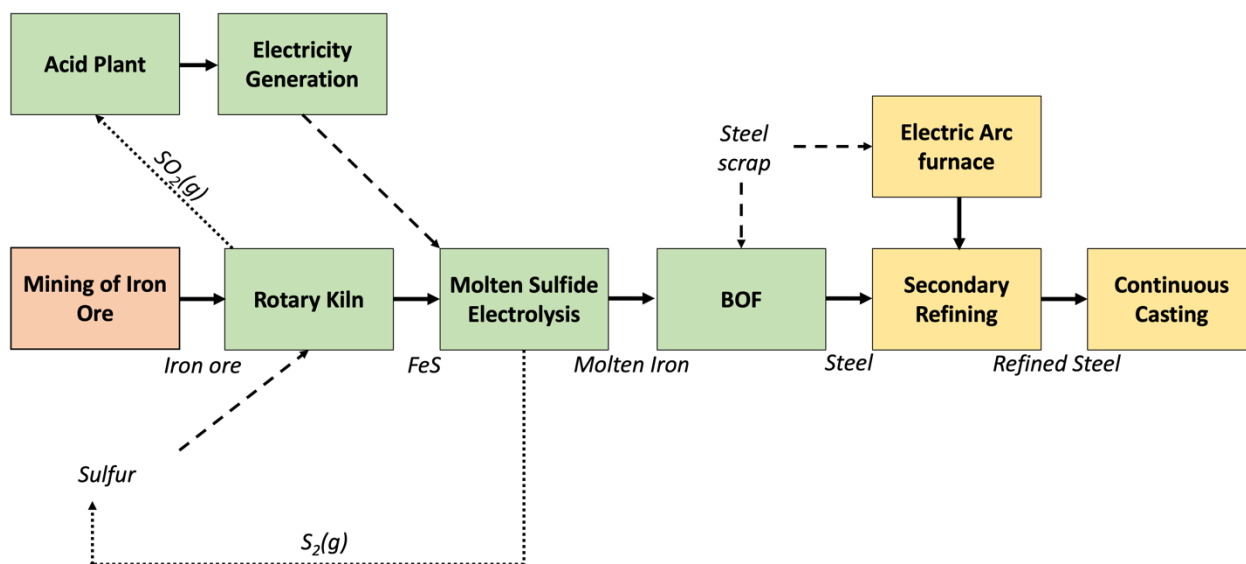 Acid Plant
Electricity
Generation
Steel
scrap
Electric Arc
furnace
SO2(g)
Mining of Iron
Ore
Rotary Kiln
Molten Sulfide
Electrolysis
BOF
Secondary
Refining
Continuous
Casting
Iron ore
FeS
Molten Iron
Steel
Refined Steel
Sulfur
S2(g)